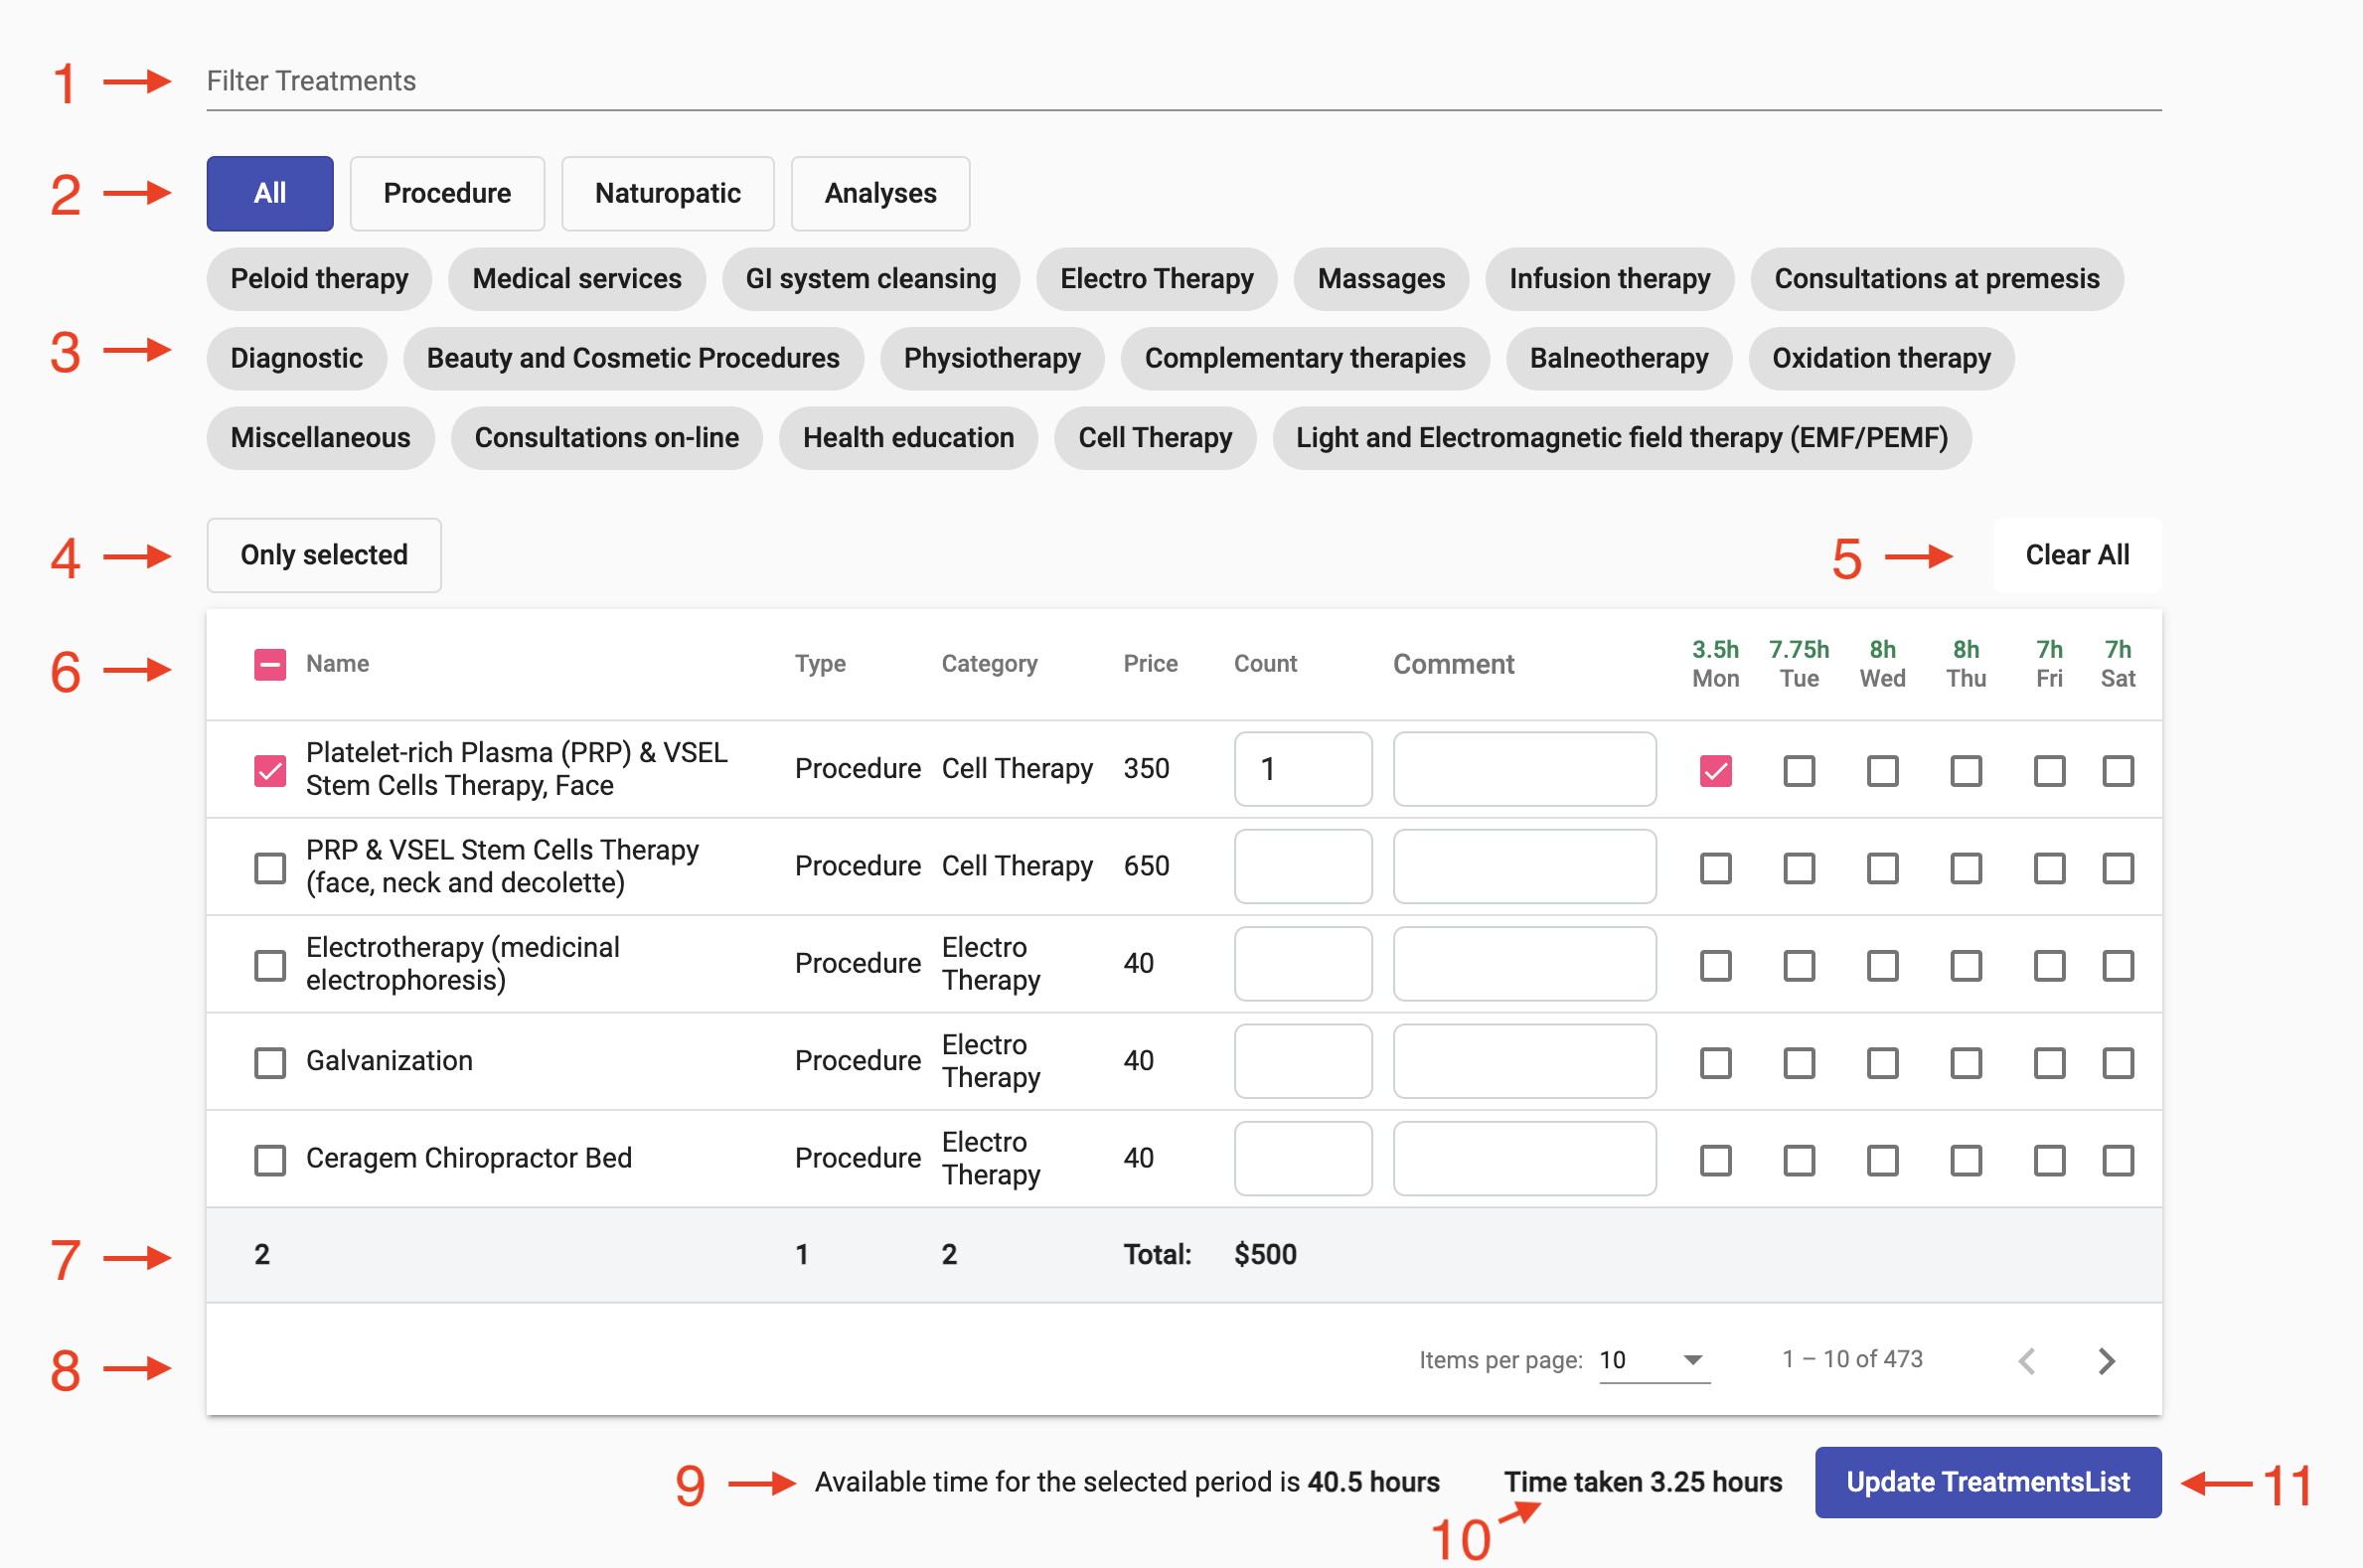 1 Filter Treatments
2 All Procedure Naturopatic Analyses
Peloid therapy Medical services GI system cleansing Electro Therapy Massages Infusion therapy Consultations at premesis
3 Diagnostic Beauty and Cosmetic Procedures Physiotherapy Complementary therapies Balneotherapy Oxidation therapy
Miscellaneous Consultations on-line Health education Cell Therapy Light and Electromagnetic field therapy (EMF/PEMF)
4 Only selected 5 Clear All
3.5h 7.75h 8h 8h 7h 7h
6 Name Type Category Price Count Comment Mon Tue Wed Thu Fri Sat
Platelet-rich Plasma (PRP) & VSEL
Stem Cells Therapy, Face Procedure Cell Therapy 350 1
PRP & VSEL Stem Cells Therapy
(face, neck and decolette) Procedure Cell Therapy 650
Electrotherapy (medicinal
electrophoresis) Procedure Electro
Therapy 40
Galvanization Procedure Electro
Therapy 40
Ceragem Chiropractor Bed Procedure Electro
Therapy 40
7 2 1 2 Total: $500
8 Items per page: 10 1 – 10 of 473
9 Available time for the selected period is 40.5 hours Time taken 3.25 hours Update TreatmentsList 11
10